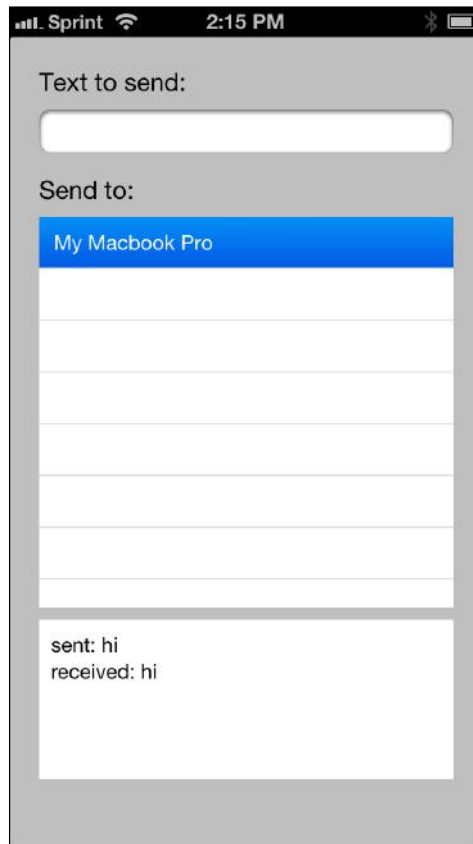 Sprint 2:15 PM
Text to send:
Send to:
My Macbook Pro
sent: hi
received: hi